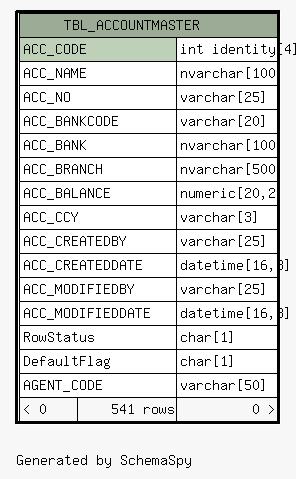 TBL_ACCOUNTMASTER
ACC_CODE int identity[4]
ACC_NAME nvarchar[100
ACC_NO varchar[25]
ACC_BANKCODE varchar[20]
ACC_BANK nvarchar[100
ACC_BRANCH nvarchar[500
ACC_BALANCE numeric[20,2
ACC_CCY varchar[3]
ACC_CREATEDBY varchar[25]
ACC_CREATEDDATE datetime[16,3]
ACC_MODIFIEDBY varchar[25]
ACC_MODIFIEDDATE datetime[16,3]
RowStatus char[1]
DefaultFlag char[1]
AGENT_CODE varchar[50]
< 0 541 rows 0 >
Generated by SchemaSpy